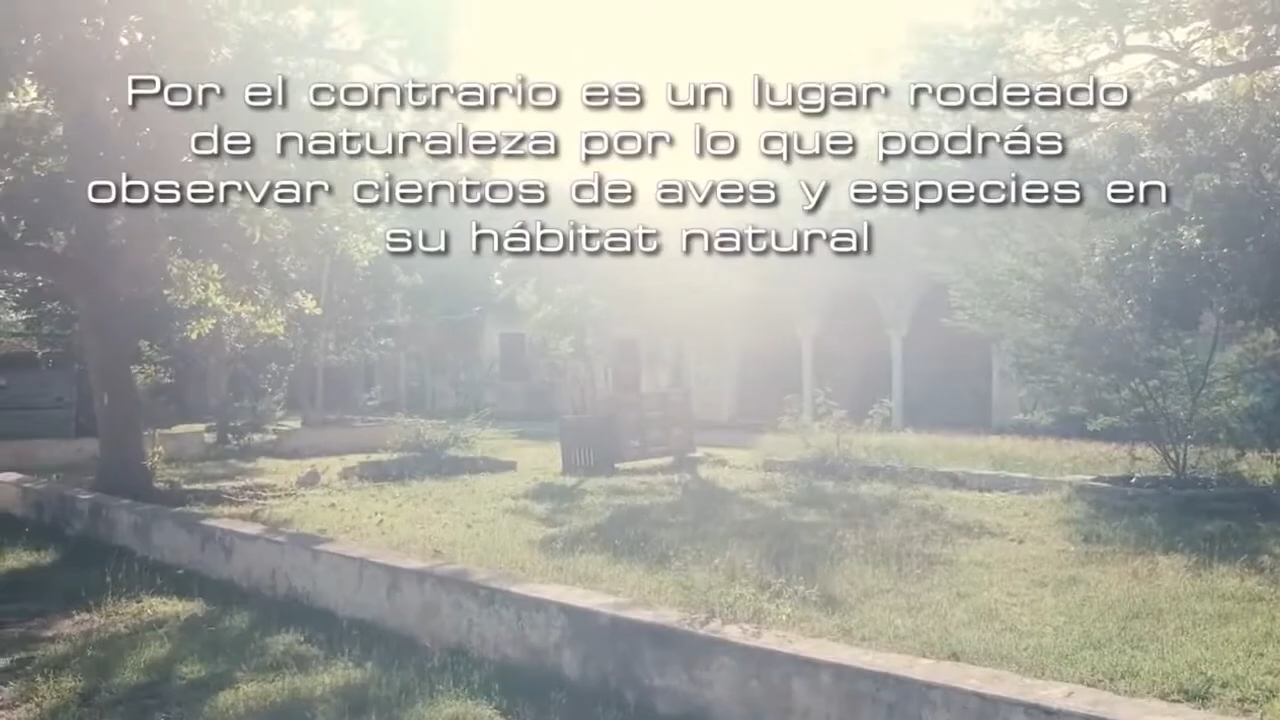 Por el contrario es un lugar rodeado
de naturaleza por lo que podrás
observar cientos de aves y especies en
su hábitat natural